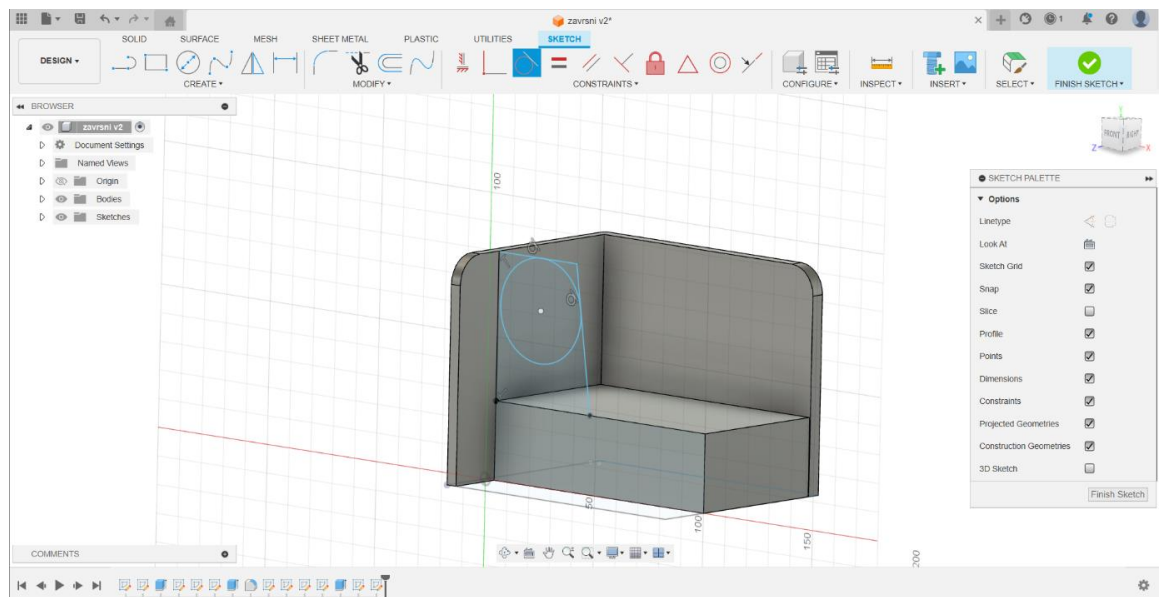 zavrsni v2*
1
SOLID SURFACE MESH SHEET METAL PLASTIC UTILITIES SKETCH
DESIGN
CREATE MODIFY CONSTRAINTS CONFIGURE INSPECT INSERT SELECT FINISH SKETCH
BROWSER
zavrsni v2
Document Settings
Named Views
Origin
Bodies
Sketches
100
50
100
150
200
Y
FRONT RIGHT
Z X
SKETCH PALETTE
Options
Linetype
Look At
Sketch Grid
Snap
Slice
Profile
Points
Dimensions
Constraints
Projected Geometries
Construction Geometries
3D Sketch
Finish Sketch
COMMENTS